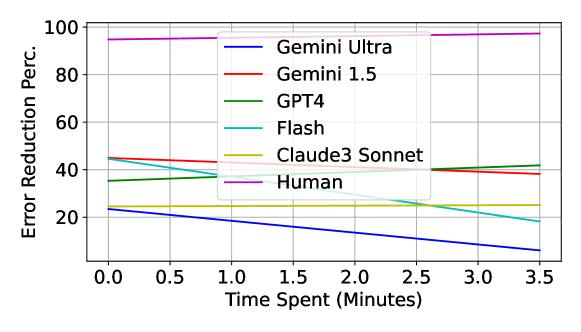 Error Reduction Perc.
100
80
60
40
20
Gemini Ultra
Gemini 1.5
GPT4
Flash
Claude3 Sonnet
Human
0.0 0.5 1.0 1.5 2.0 2.5 3.0 3.5
Time Spent (Minutes)